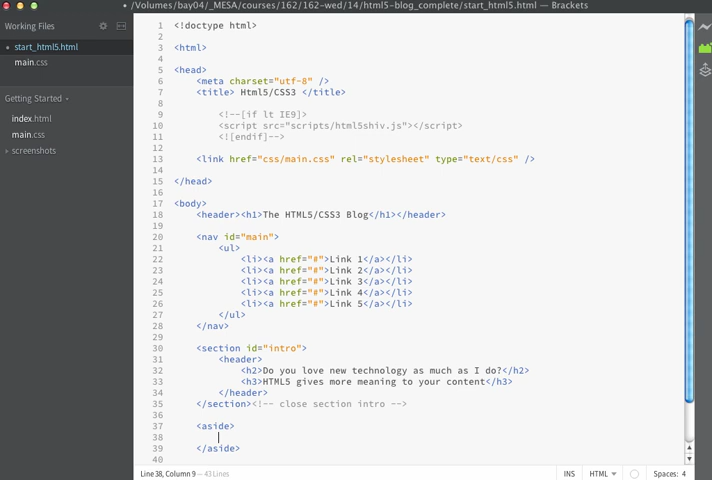 /Volumes/bay04/_MESA/courses/162/162-wed/14/html5-blog_complete/start_html5.html — Brackets
Working Files
start_html5.html
main.css
Getting Started
index.html
main.css
screenshots
1 <!doctype html>
2
3 <html>
4
5 <head>
6 <meta charset="utf-8" />
7 <title> Html5/CSS3 </title>
8
9 <!--[if lt IE9]>
10 <script src="scripts/html5shiv.js"></script>
11 <![endif]-->
12
13 <link href="css/main.css" rel="stylesheet" type="text/css" />
14
15 </head>
16
17 <body>
18 <header><h1>The HTML5/CSS3 Blog</h1></header>
19
20 <nav id="main">
21 <ul>
22 <li><a href="#">Link 1</a></li>
23 <li><a href="#">Link 2</a></li>
24 <li><a href="#">Link 3</a></li>
25 <li><a href="#">Link 4</a></li>
26 <li><a href="#">Link 5</a></li>
27 </ul>
28 </nav>
29
30 <section id="intro">
31 <header>
32 <h2>Do you love new technology as much as I do?</h2>
33 <h3>HTML5 gives more meaning to your content</h3>
34 </header>
35 </section><!-- close section intro -->
36
37 <aside>
38
39 </aside>
40
Line 38, Column 9 — 43 Lines
INS
HTML
Spaces: 4